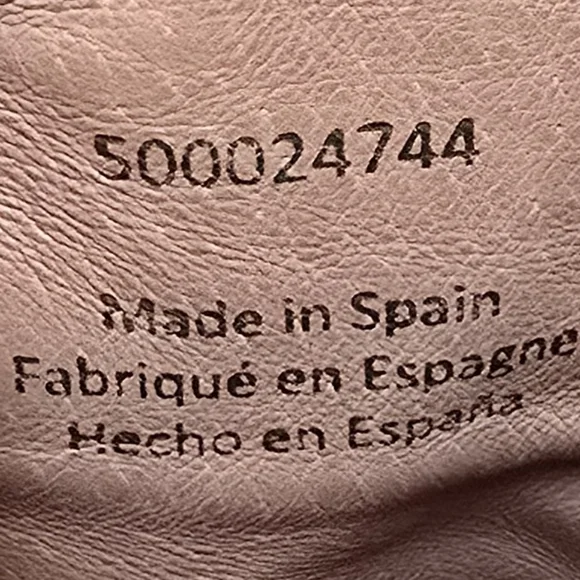 500024744
Made in Spain
Fabriqué en Espagne
Hecho en España